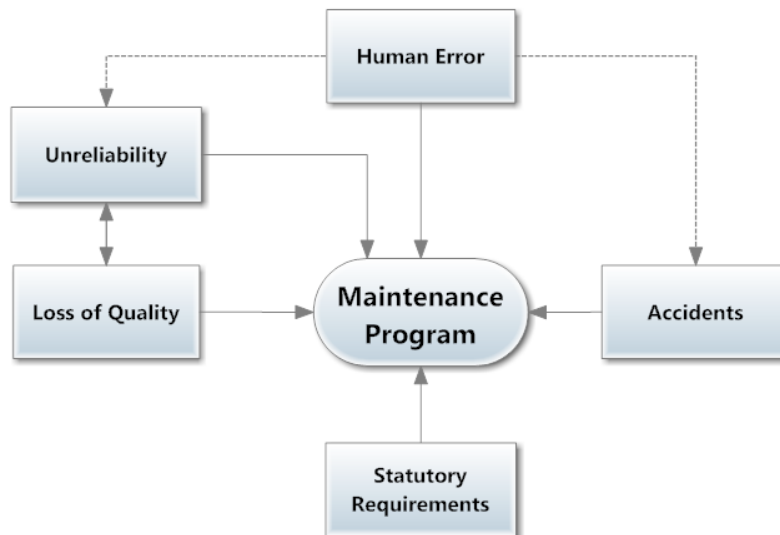 Human Error
Unreliability
Loss of Quality
Maintenance
Program
Accidents
Statutory
Requirements